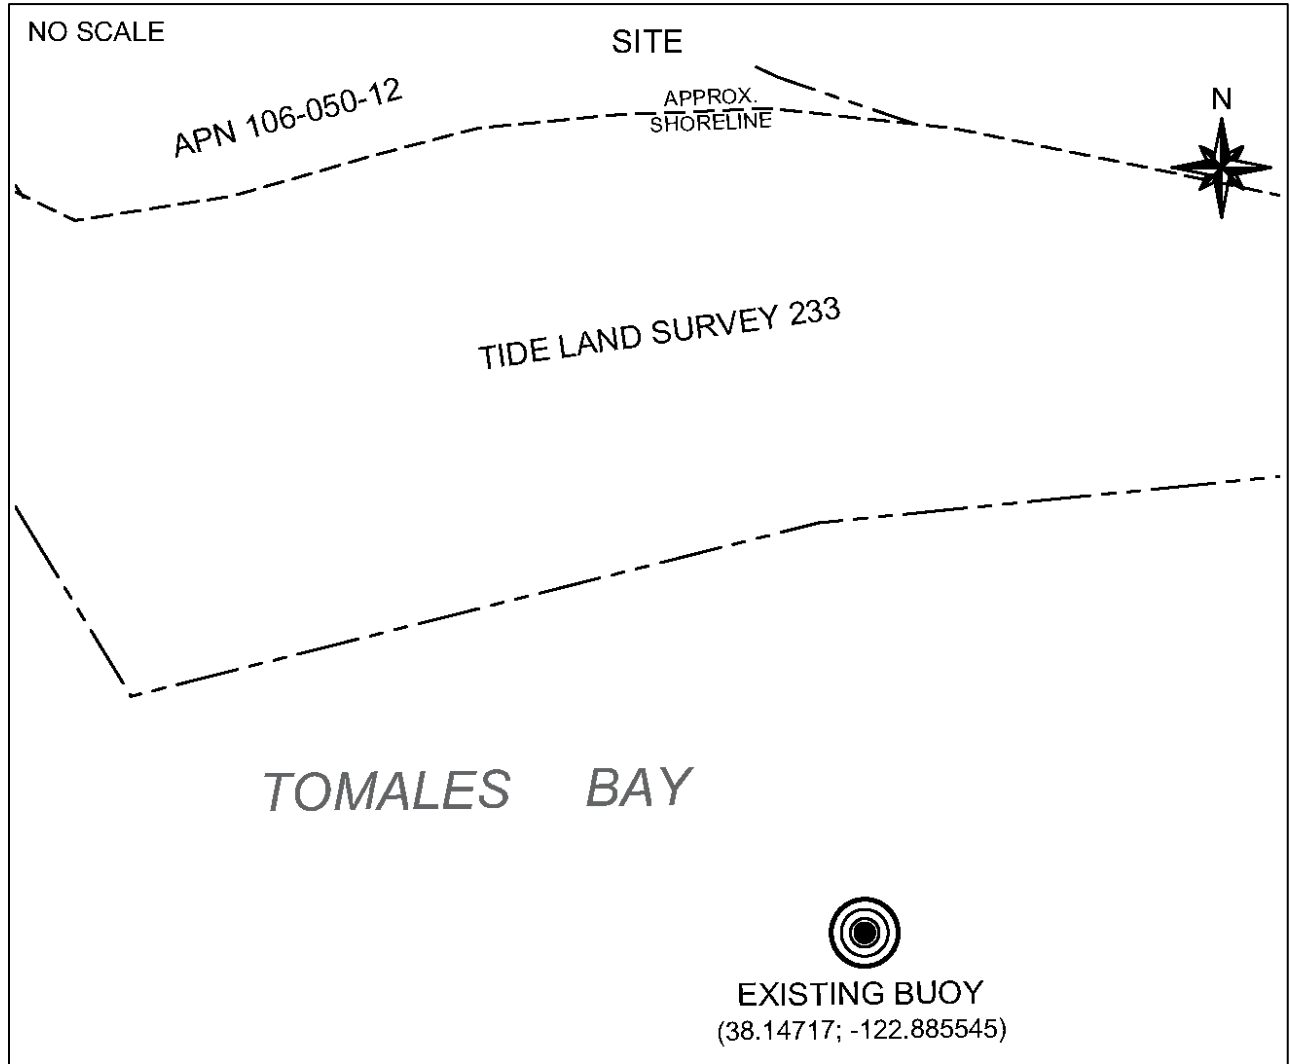 NO SCALE
SITE
APN 106-050-12
APPROX.
SHORELINE
N
TIDE LAND SURVEY 233
TOMALES BAY
EXISTING BUOY
(38.14717; -122.885545)